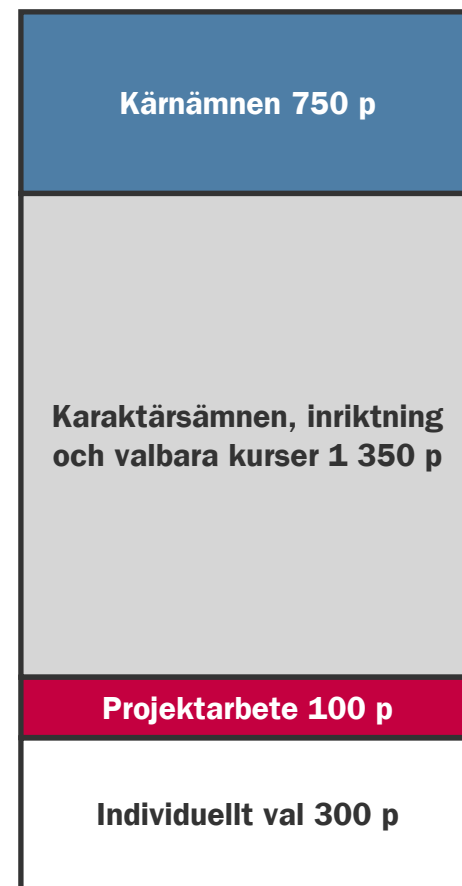 Kärnämnen 750 p
Karaktärsämnen, inriktning
och valbara kurser 1 350 p
Projektarbete 100 p
Individuellt val 300 p